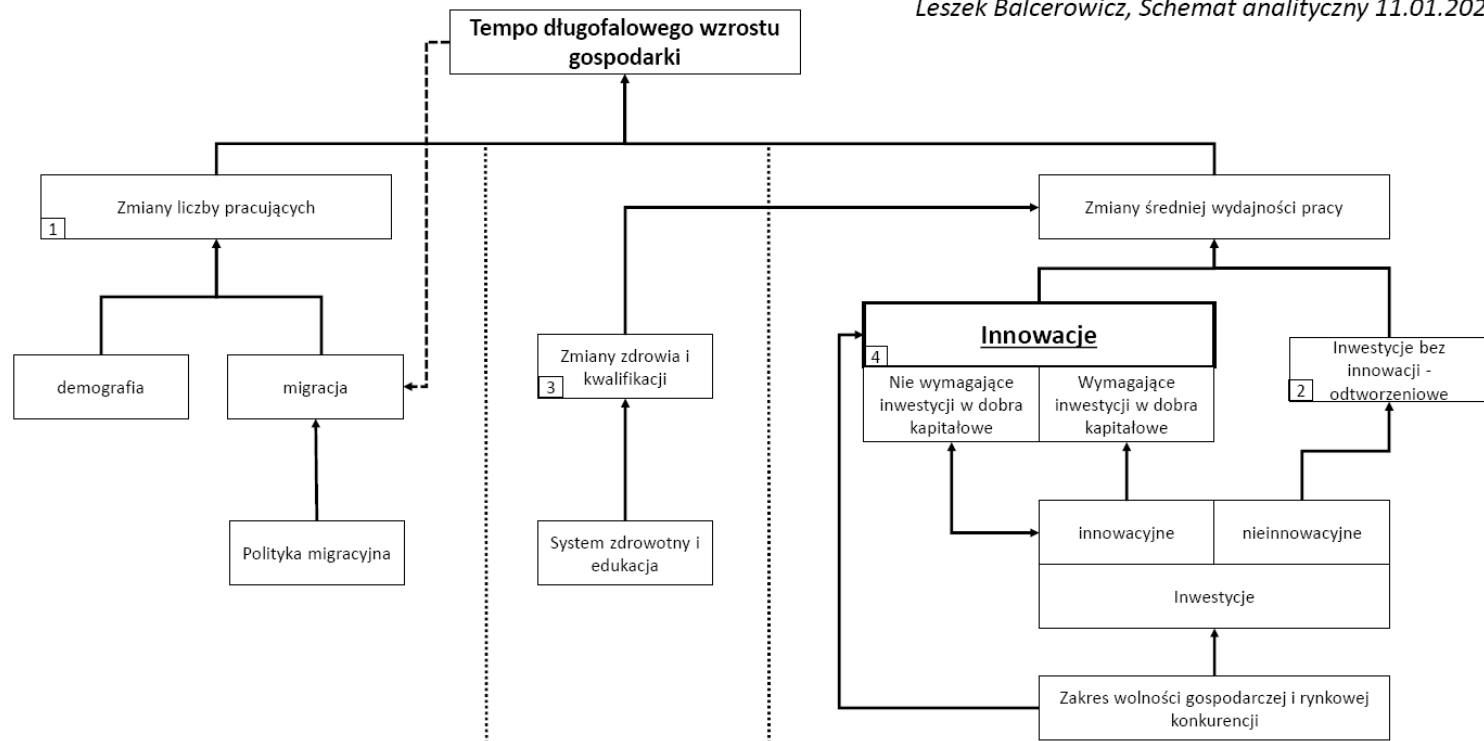 Leszek Balcerowicz, Schemat analityczny 11.01.202
Tempo długofalowego wzrostu
gospodarki
Zmiany liczby pracujących
1
Zmiany średniej wydajności pracy
demografia
migracja
Zmiany zdrowia i
kwalifikacji
3
Innowacje
4
Nie wymagające
inwestycji w dobra
kapitałowe
Wymagające
inwestycji w dobra
kapitałowe
Inwestycje bez
innowacji -
odtworzeniowe
2
Polityka migracyjna
System zdrowotny i
edukacja
innowacyjne
nieinnowacyjne
Inwestycje
Zakres wolności gospodarczej i rynkowej
konkurencji